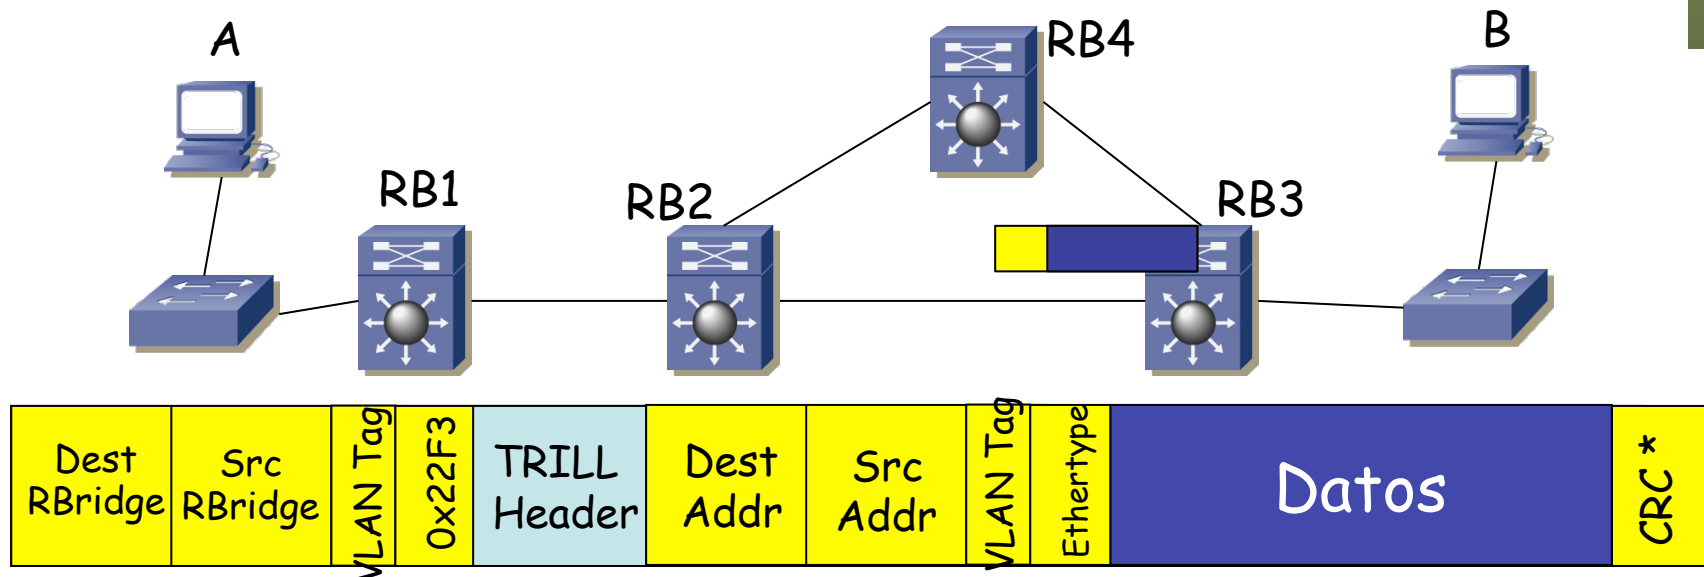 A
RB4
B
RB1
RB2
RB3
Dest
RBridge
Src
RBridge
VLAN Tag
0x22F3
TRILL
Header
Dest
Addr
Src
Addr
VLAN Tag
Ethertype
Datos
CRC *